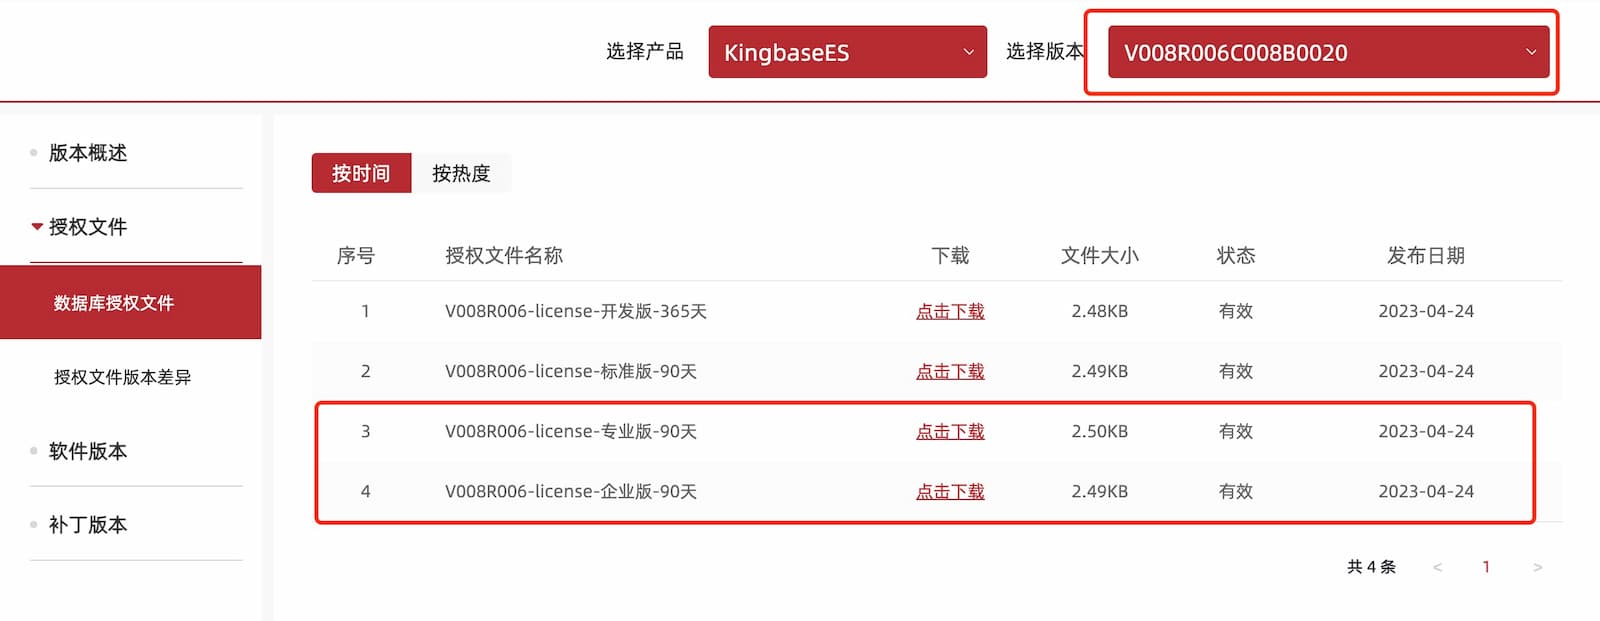 选择产品 KingbaseES 选择版本 V008R006C008B0020
版本概述
授权文件
数据库授权文件
授权文件版本差异
软件版本
补丁版本
按时间 按热度
序号 授权文件名称 下载 文件大小 状态 发布日期
1 V008R006-license-开发版-365天 点击下载 2.48KB 有效 2023-04-24
2 V008R006-license-标准版-90天 点击下载 2.49KB 有效 2023-04-24
3 V008R006-license-专业版-90天 点击下载 2.50KB 有效 2023-04-24
4 V008R006-license-企业版-90天 点击下载 2.49KB 有效 2023-04-24
共 4 条 < 1 >